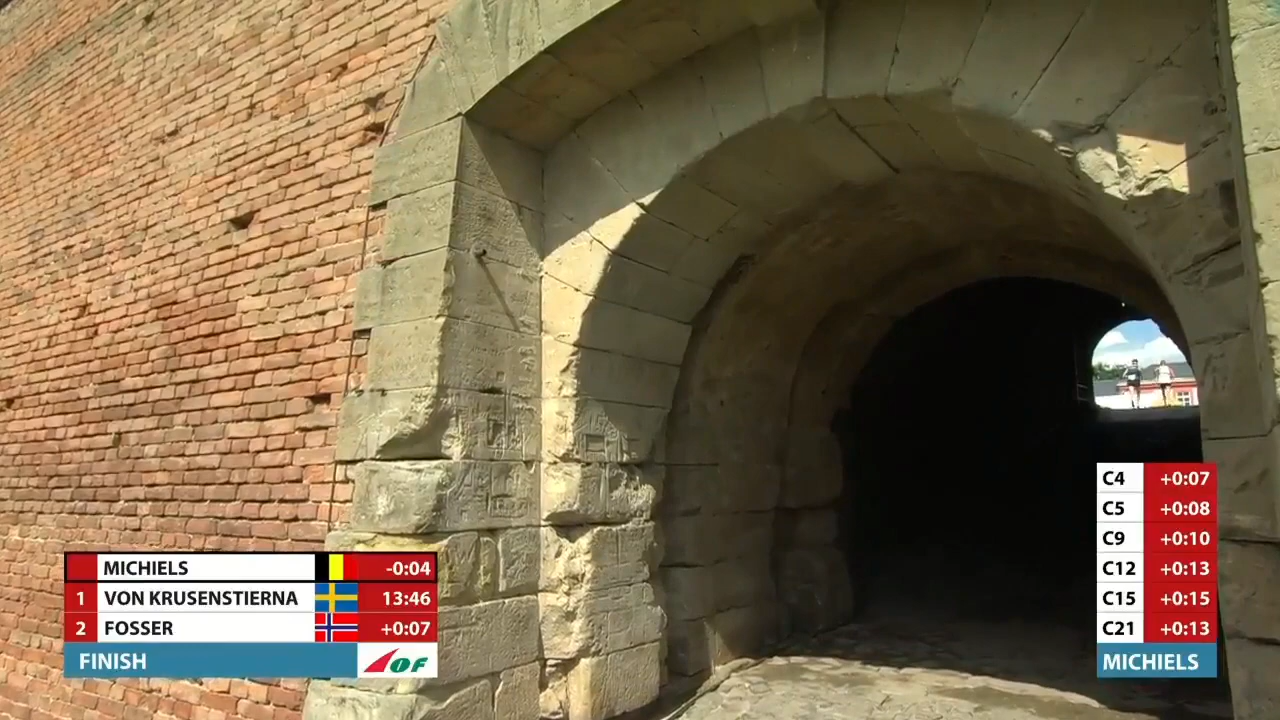 MICHIELS -0:04
1 VON KRUSENSTIERNA 13:46
2 FOSSER +0:07
FINISH IOF
C4 +0:07
C5 +0:08
C9 +0:10
C12 +0:13
C15 +0:15
C21 +0:13
MICHIELS